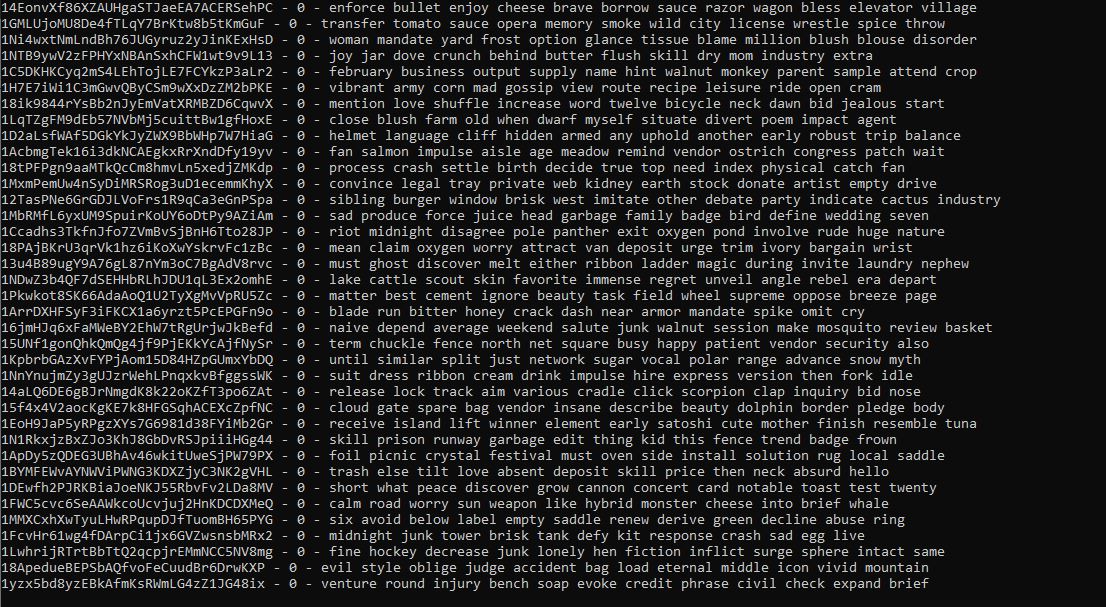 14EonvXf86XZAUHgaSTJaeEA7ACERSehPC - 0 - enforce bullet enjoy cheese brave borrow sauce razor wagon bless elevator village
1GMLUjoMU8De4fTLqY7BrKtw8b5tKmGuF - 0 - transfer tomato sauce opera memory smoke wild city license wrestle spice throw
1Ni4wxtNmLndBh76JUGyruz2yJinKExHsD - 0 - woman mandate yard frost option glance tissue blame million blush blouse disorder
1NTB9ywV2zFPHYxNBAnSxhCFW1wt9v9L13 - 0 - joy jar dove crunch behind butter flush skill dry mom industry extra
1C5DKHKCyq2mS4LEhTojLE7FCYkzP3aLr2 - 0 - february business output supply name hint walnut monkey parent sample attend crop
1H7E7iWi1C3mGwvQByCSm9wXxDzZM2bPKE - 0 - vibrant army corn mad gossip view route recipe leisure ride open cram
18ik9844rYsBb2nJyEmVatXRMBZD6CqwvX - 0 - mention love shuffle increase word twelve bicycle neck dawn bid jealous start
1LqTZgFM9dEb57NVbMj5cuittBw1gfHoxE - 0 - close blush farm old when dwarf myself situate divert poem impact agent
1D2aLsfWAf5DGkYkJyZWX9BbWHp7W7HiaG - 0 - helmet language cliff hidden armed any uphold another early robust trip balance
1AcbmgTek16i3dkNCAEgkxRrXndDfy19yv - 0 - fan salmon impulse aisle age meadow remind vendor ostrich congress patch wait
18tPFPgn9aaMTkQcCm8hmvLn5xedjZMKdp - 0 - process crash settle birth decide true top need index physical catch fan
1MxmPemUw4nSyDiMRSRog3uD1ecemmKhyX - 0 - convince legal tray private web kidney earth stock donate artist empty drive
12TasPNe6GrGDJLVoFrs1R9qCa3eGnPSpa - 0 - sibling burger window brisk west imitate other debate party indicate cactus industry
1MbRMfL6yxUM9SpuirKoUY6oDtPy9AZiAm - 0 - sad produce force juice head garbage family badge bird define wedding seven
1Ccadhs3TkfnJfo7ZVmBvSjBnH6Tto28JP - 0 - riot midnight disagree pole panther exit oxygen pond involve rude huge nature
18PAjBKrU3qrVk1hz6iKoXwYskrvFc1zBc - 0 - mean claim oxygen worry attract van deposit urge trim ivory bargain wrist
13u4B89ugY9A76gL87nYm3oC7BgAdV8rvc - 0 - must ghost discover melt either ribbon ladder magic during invite laundry nephew
1NDwZ3b4QF7dSEHHbRLhJDU1qL3Ex2omhE - 0 - lake cattle scout skin favorite immense regret unveil angle rebel era depart
1Pkwkot8SK66AdaAoQ1U2TyXgMvVpRU5Zc - 0 - matter best cement ignore beauty task field wheel supreme oppose breeze page
1ArrDXHFSyF3iFKCX1a6yrzt5PcEPGFn9o - 0 - blade run bitter honey crack dash near armor mandate spike omit cry
16jmHJq6xFaMWeBY2EhW7tRgUrjwJkBefd - 0 - naive depend average weekend salute junk walnut session make mosquito review basket
15UNf1gonQhkQmQg4jf9PjEKkYcAjfNySr - 0 - term chuckle fence north net square busy happy patient vendor security also
1KpbrbGAzXvFYPjAom15D84HZpGUmxYbDQ - 0 - until similar split just network sugar vocal polar range advance snow myth
1NnYnujmZy3gUJzrWehLPnqxkvBfggssWK - 0 - suit dress ribbon cream drink impulse hire express version then fork idle
14aLQ6DE6gBJrNmgdK8k22oKZfT3po6ZAt - 0 - release lock track aim various cradle click scorpion clap inquiry bid nose
15f4x4V2aocKgKE7k8HFGSqhACEXcZpfNC - 0 - cloud gate spare bag vendor insane describe beauty dolphin border pledge body
1EoH9JaP5yRPgzXYs7G6981d38FYiMb2Gr - 0 - receive island lift winner element early satoshi cute mother finish resemble tuna
1N1RkxjzBxZJo3KhJ8GbDvRSJpiiiHGg44 - 0 - skill prison runway garbage edit thing kid this fence trend badge frown
1ApDy5zQDEG3UBhAv46wkitUweSjPW79PX - 0 - foil picnic crystal festival must oven side install solution rug local saddle
1BYMFEWvAYNWViPWNG3KDXZjyC3NK2gVHL - 0 - trash else tilt love absent deposit skill price then neck absurd hello
1DEwfh2PJRKBiaJoeNKJ55RbvFv2LDa8MV - 0 - short what peace discover grow cannon concert card notable toast test twenty
1FWC5cvc6SeAAWkcoUcvjuj2HnKDCDXMeQ - 0 - calm road worry sun weapon like hybrid monster cheese into brief whale
1MMXCxhXwTyuLHwRPqupDJfTuomBH65PYG - 0 - six avoid below label empty saddle renew derive green decline abuse ring
1FcvHr61wg4fDArpCi1jx6GVZwsnsbMRx2 - 0 - midnight junk tower brisk tank defy kit response crash sad egg live
1LwhrijRTrtBbTtQ2qcpjrEMmNCC5NV8mg - 0 - fine hockey decrease junk lonely hen fiction inflict surge sphere intact same
18ApedueBEPSbAQfvoFeCuudBr6DrwKXP - 0 - evil style oblige judge accident bag load eternal middle icon vivid mountain
1yzx5bd8yzEBkAfmKsRWmLG4zZ1JG48ix - 0 - venture round injury bench soap evoke credit phrase civil check expand brief